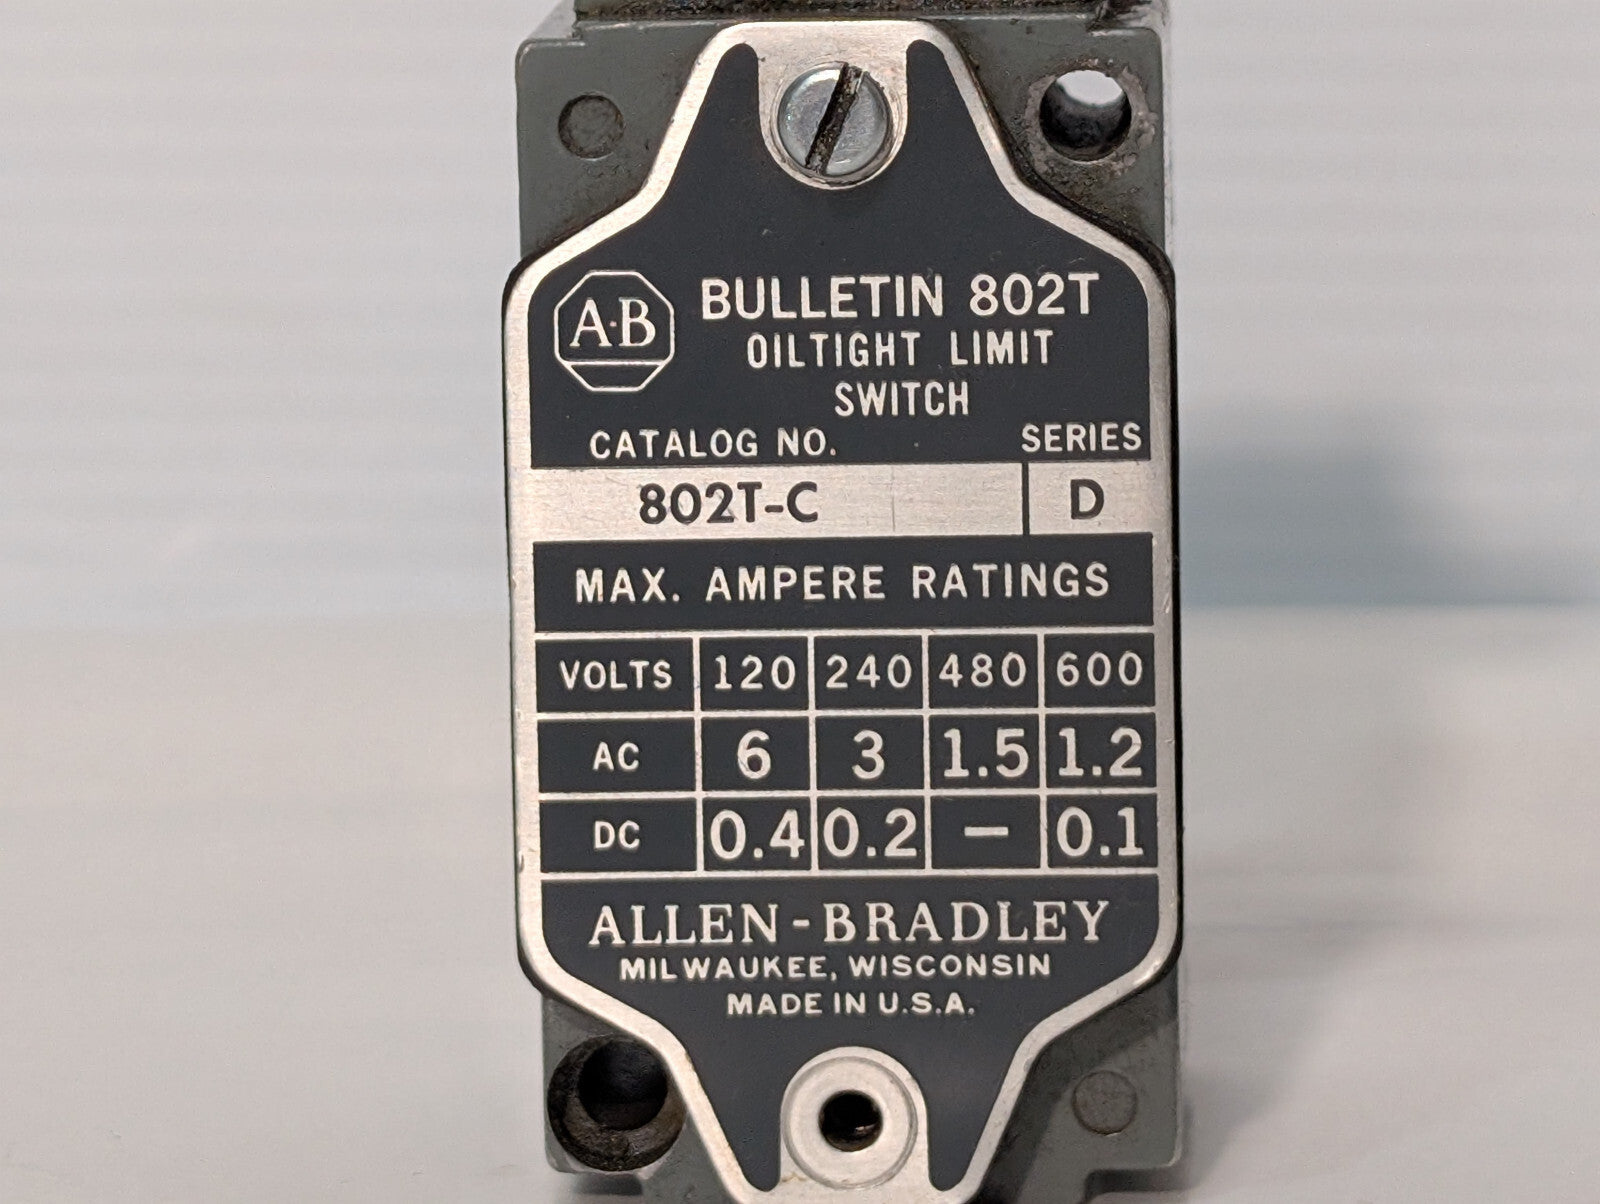 A·B
BULLETIN 802T
OILTIGHT LIMIT
SWITCH
CATALOG NO. SERIES
802T-C D
MAX. AMPERE RATINGS
VOLTS 120 240 480 600
AC 6 3 1.5 1.2
DC 0.4 0.2 — 0.1
ALLEN-BRADLEY
MILWAUKEE, WISCONSIN
MADE IN U.S.A.